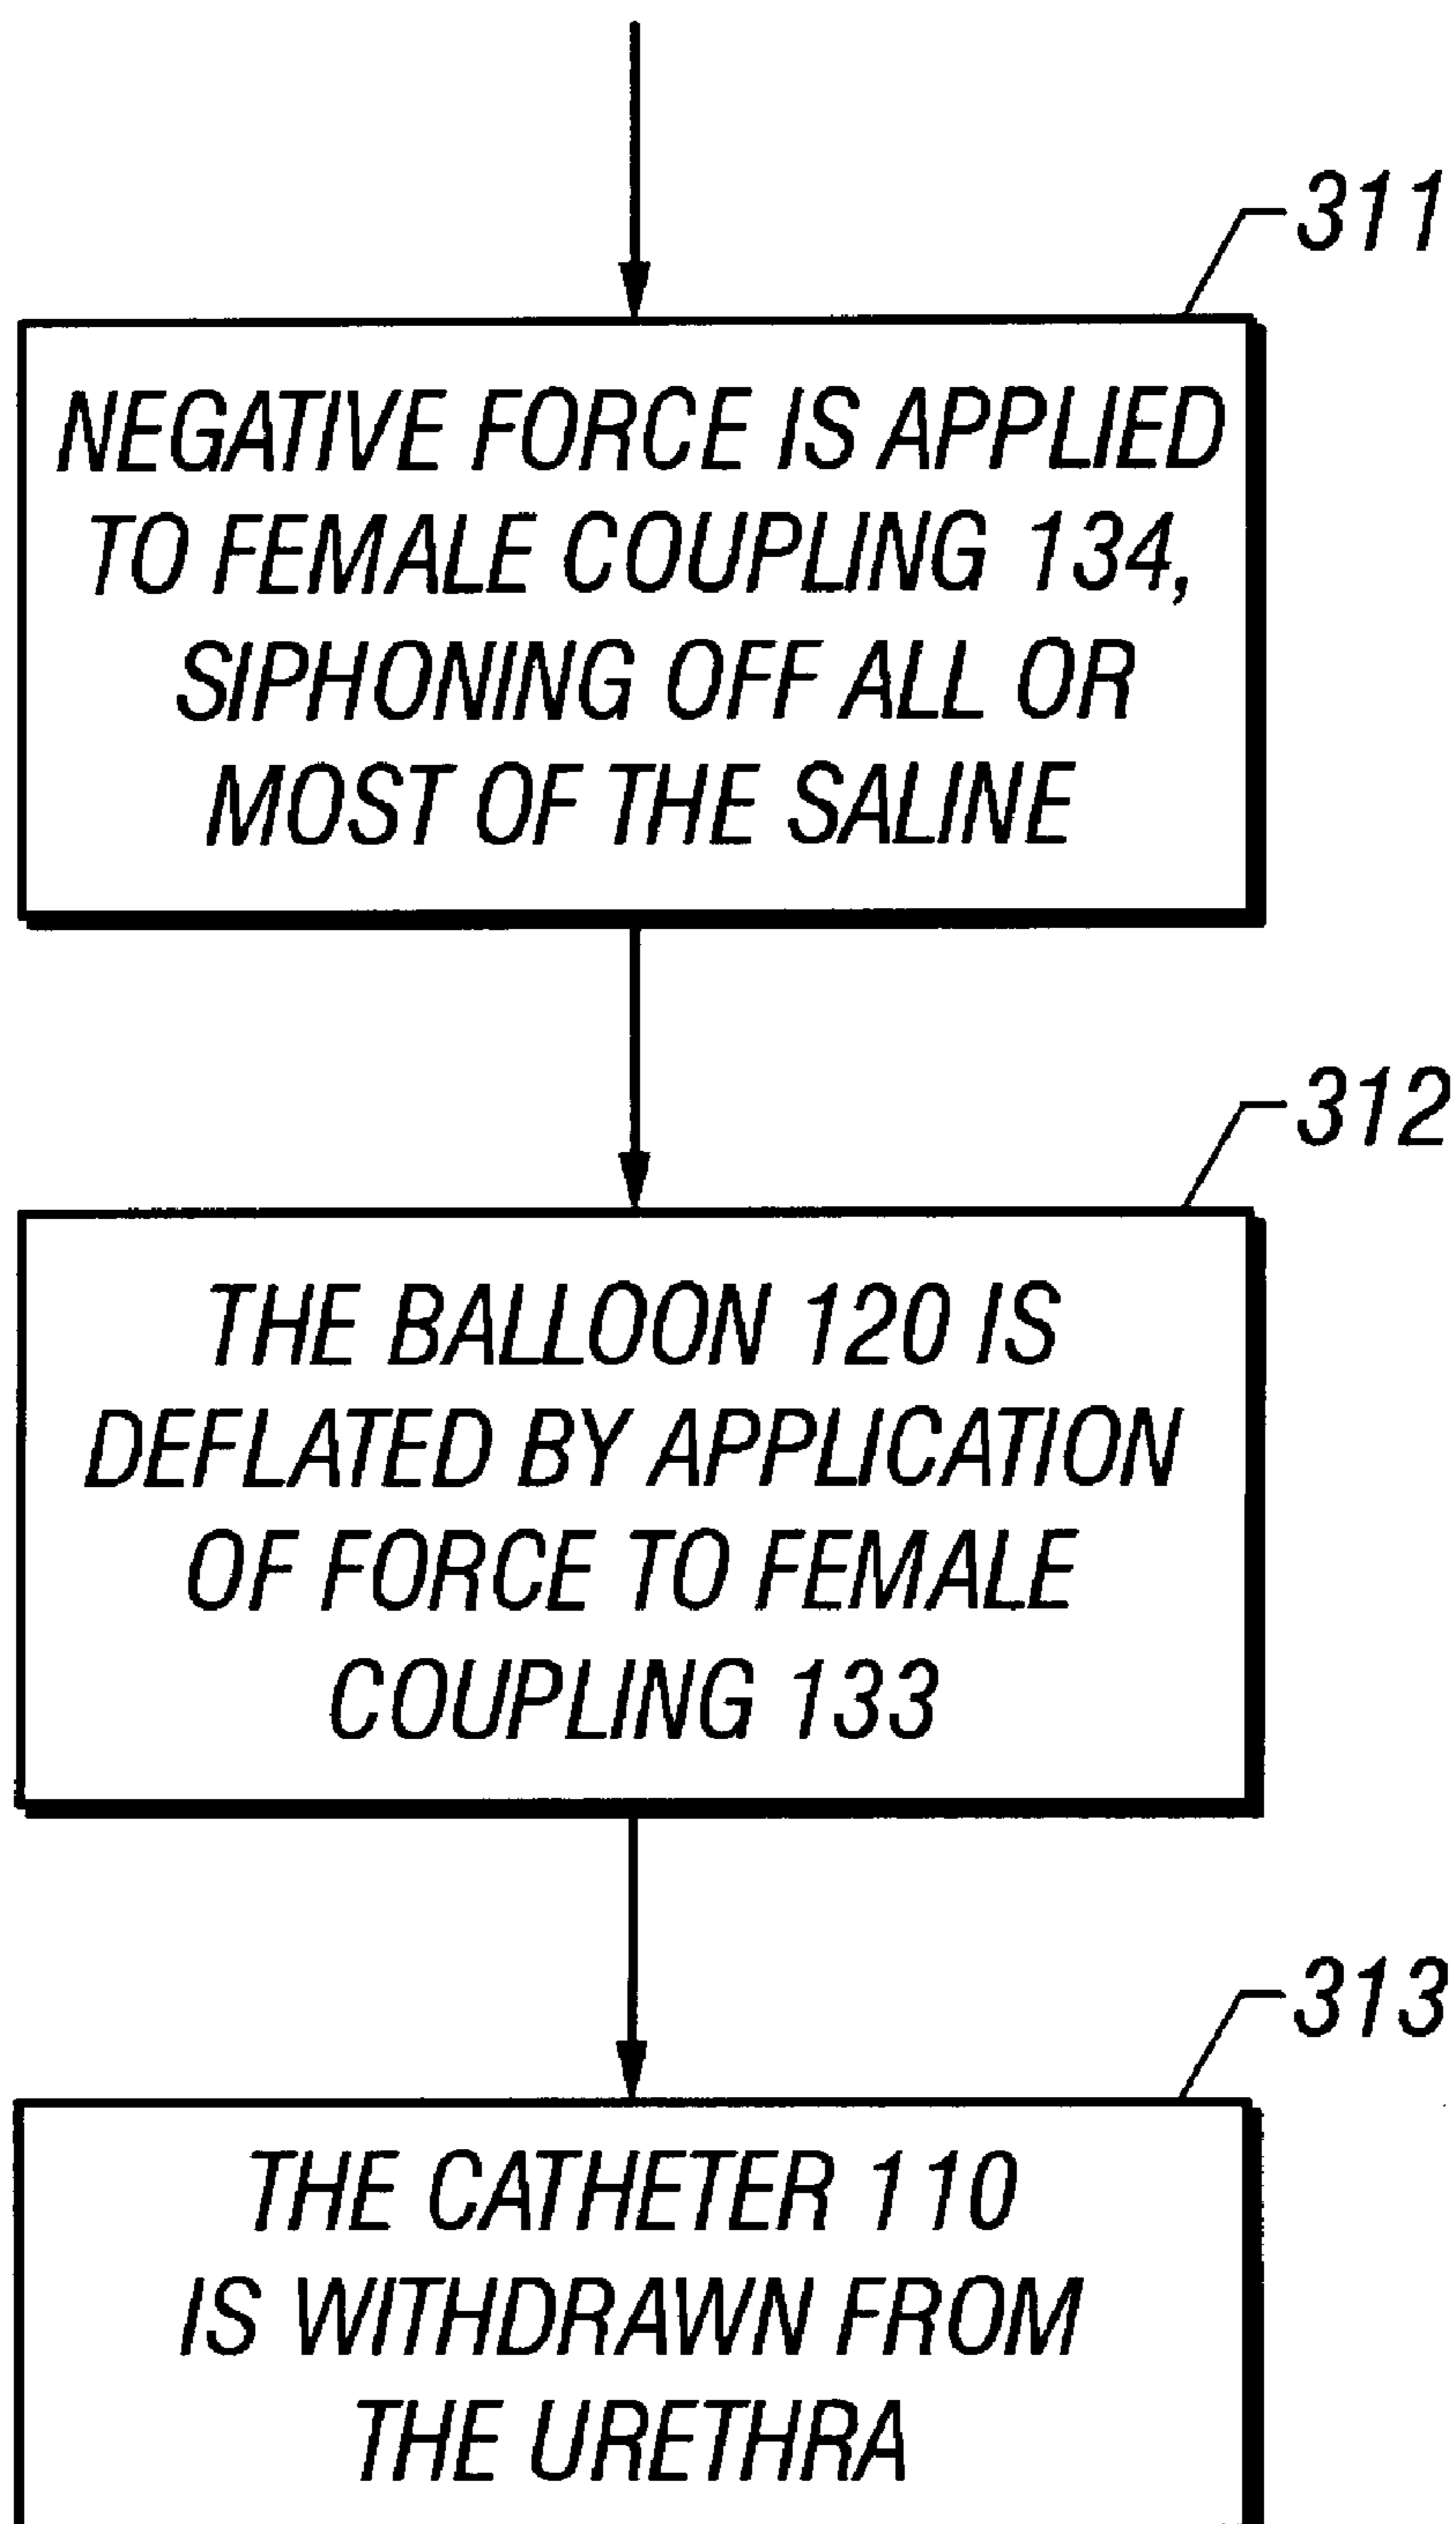 311
NEGATIVE FORCE IS APPLIED
TO FEMALE COUPLING 134,
SIPHONING OFF ALL OR
MOST OF THE SALINE
312
THE BALLOON 120 IS
DEFLATED BY APPLICATION
OF FORCE TO FEMALE
COUPLING 133
313
THE CATHETER 110
IS WITHDRAWN FROM
THE URETHRA